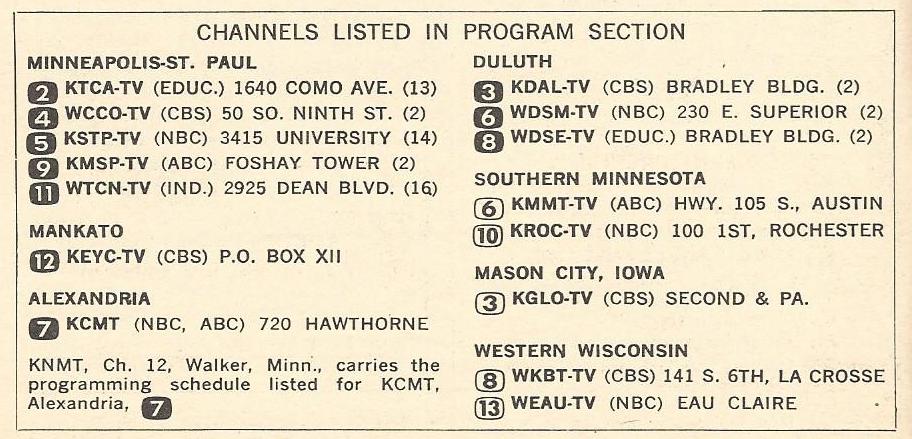 CHANNELS LISTED IN PROGRAM SECTION
MINNEAPOLIS-ST. PAUL
2 KTCA-TV (EDUC.) 1640 COMO AVE. (13)
4 WCCO-TV (CBS) 50 SO. NINTH ST. (2)
5 KSTP-TV (NBC) 3415 UNIVERSITY (14)
9 KMSP-TV (ABC) FOSHAY TOWER (2)
11 WTCN-TV (IND.) 2925 DEAN BLVD. (16)
MANKATO
12 KEYC-TV (CBS) P.O. BOX XII
ALEXANDRIA
7 KCMT (NBC, ABC) 720 HAWTHORNE
KNMT, Ch. 12, Walker, Minn., carries the
programming schedule listed for KCMT,
Alexandria, 7
DULUTH
3 KDAL-TV (CBS) BRADLEY BLDG. (2)
6 WDSM-TV (NBC) 230 E. SUPERIOR (2)
8 WDSE-TV (EDUC.) BRADLEY BLDG. (2)
SOUTHERN MINNESOTA
6 KMMT-TV (ABC) HWY. 105 S., AUSTIN
10 KROC-TV (NBC) 100 1ST, ROCHESTER
MASON CITY, IOWA
3 KGLO-TV (CBS) SECOND & PA.
WESTERN WISCONSIN
8 WKBT-TV (CBS) 141 S. 6TH, LA CROSSE
13 WEAU-TV (NBC) EAU CLAIRE